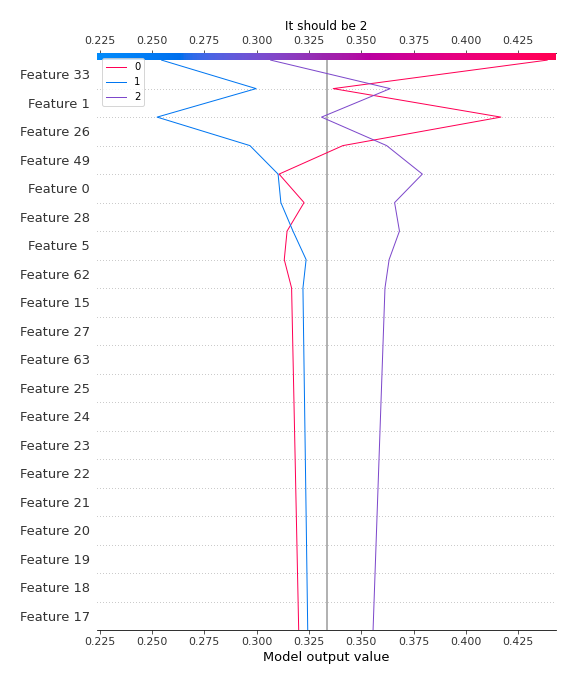 It should be 2
0.225 0.250 0.275 0.300 0.325 0.350 0.375 0.400 0.425
0
1
2
Feature 33
Feature 1
Feature 26
Feature 49
Feature 0
Feature 28
Feature 5
Feature 62
Feature 15
Feature 27
Feature 63
Feature 25
Feature 24
Feature 23
Feature 22
Feature 21
Feature 20
Feature 19
Feature 18
Feature 17
0.225 0.250 0.275 0.300 0.325 0.350 0.375 0.400 0.425
Model output value